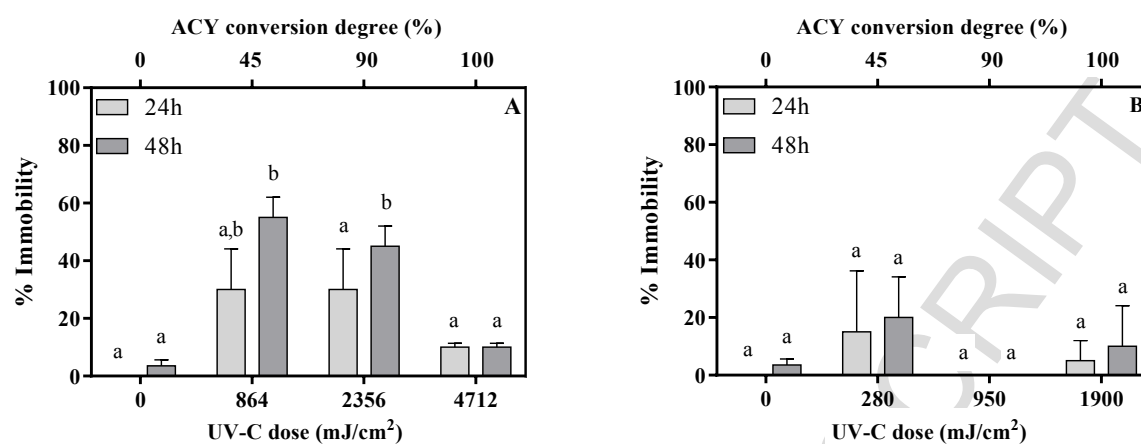 ACY conversion degree (%)
0 45 90 100
100
80
60
40
20
0
% Immobility
24h
48h
A
a a a,b b a b a a
0 864 2356 4712
UV-C dose (mJ/cm²)
ACY conversion degree (%)
0 45 90 100
100
80
60
40
20
0
% Immobility
24h
48h
B
a a a a a a a a
0 280 950 1900
UV-C dose (mJ/cm²)
CRIPT